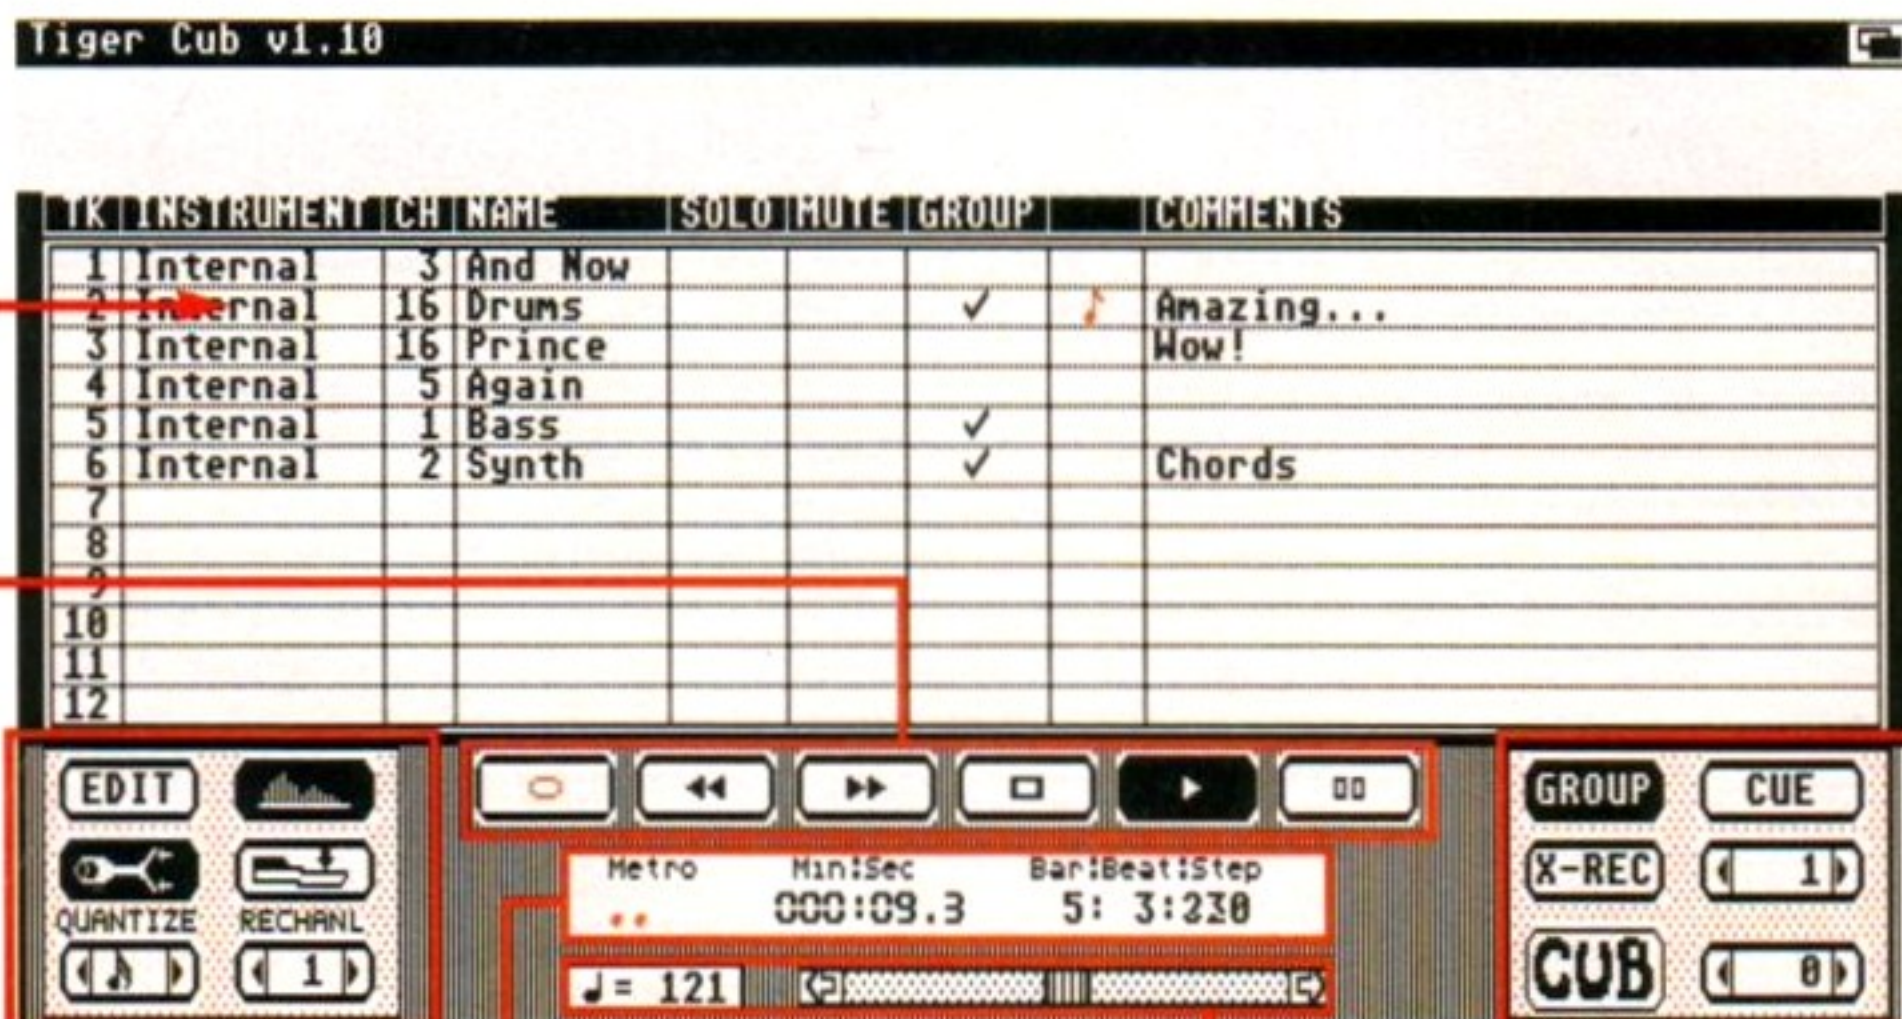 Tiger Cub v1.10
TK INSTRUMENT CH NAME SOLO MUTE GROUP COMMENTS
1 Internal 3 And Now
2 Internal 16 Drums ✓ Amazing...
3 Internal 16 Prince Wow!
4 Internal 5 Again
5 Internal 1 Bass ✓
6 Internal 2 Synth ✓ Chords
7
8
9
10
11
12
EDIT GROUP CUE
X-REC 1
Metro Min:Sec Bar:Beat:Step
000:09.3 5: 3:230
QUANTIZE RECHANL
1 CUB 0
♩= 121